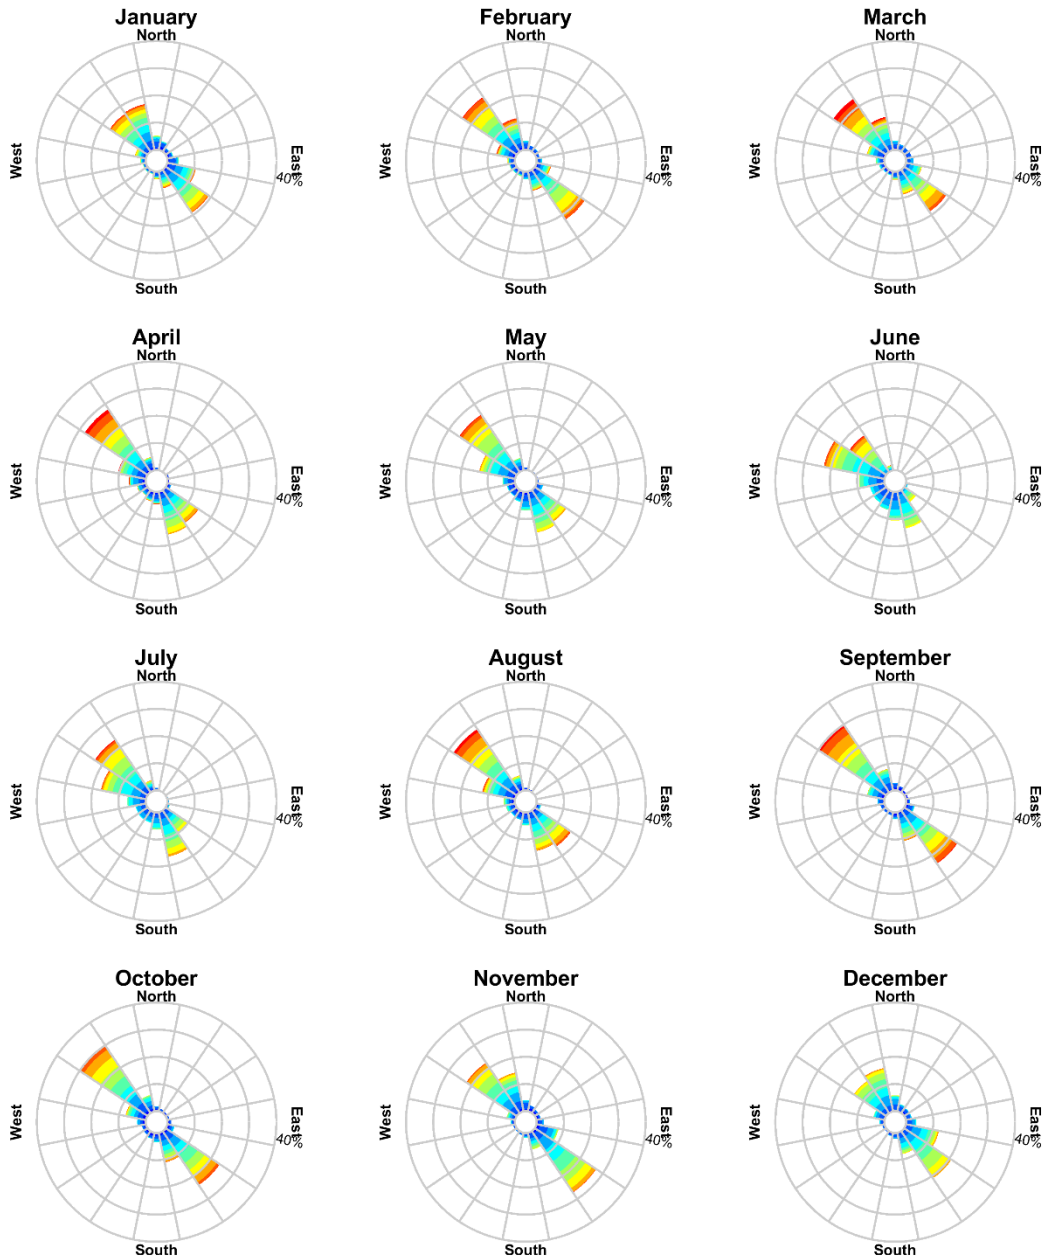 January
North
West
East
40%
South
February
North
West
East
40%
South
March
North
West
East
40%
South
April
North
West
East
40%
South
May
North
West
East
40%
South
June
North
West
East
40%
South
July
North
West
East
40%
South
August
North
West
East
40%
South
September
North
West
East
40%
South
October
North
West
East
40%
South
November
North
West
East
40%
South
December
North
West
East
40%
South